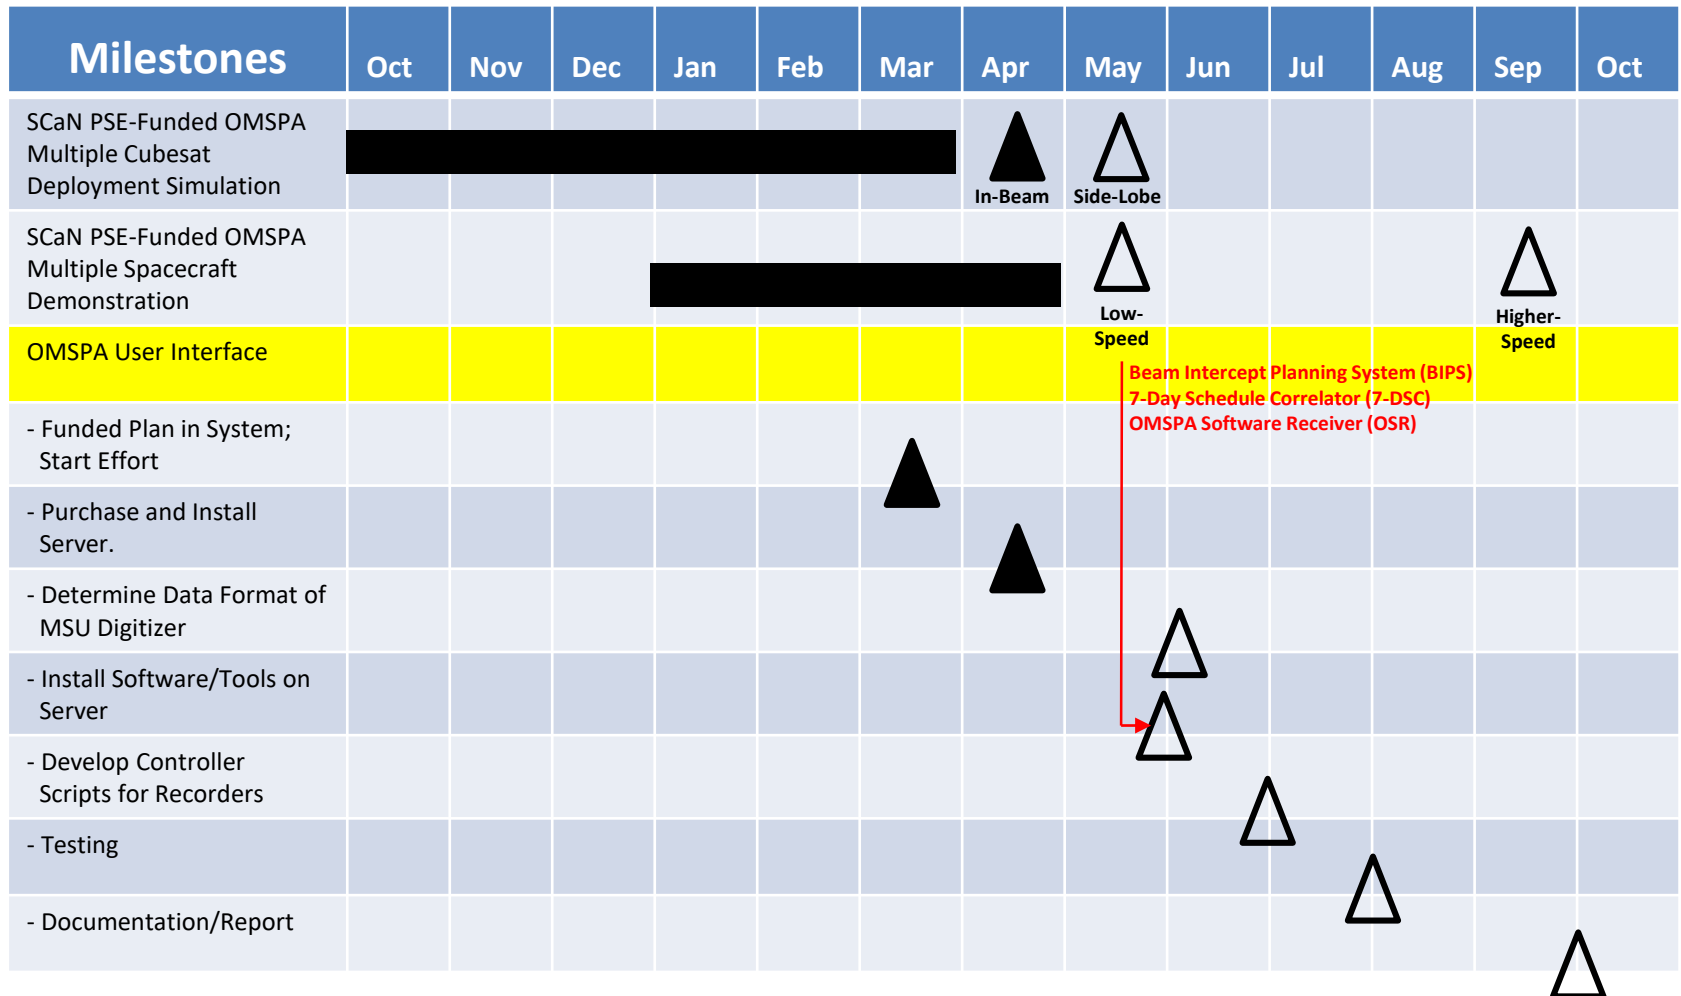 Milestones Oct Nov Dec Jan Feb Mar Apr May Jun Jul Aug Sep Oct
SCaN PSE-Funded OMSPA
Multiple Cubesat
Deployment Simulation
In-Beam Side-Lobe
SCaN PSE-Funded OMSPA
Multiple Spacecraft
Demonstration
Low-
Speed
Higher-
Speed
OMSPA User Interface
Beam Intercept Planning System (BIPS)
7-Day Schedule Correlator (7-DSC)
OMSPA Software Receiver (OSR)
- Funded Plan in System;
Start Effort
- Purchase and Install
Server.
- Determine Data Format of
MSU Digitizer
- Install Software/Tools on
Server
- Develop Controller
Scripts for Recorders
- Testing
- Documentation/Report